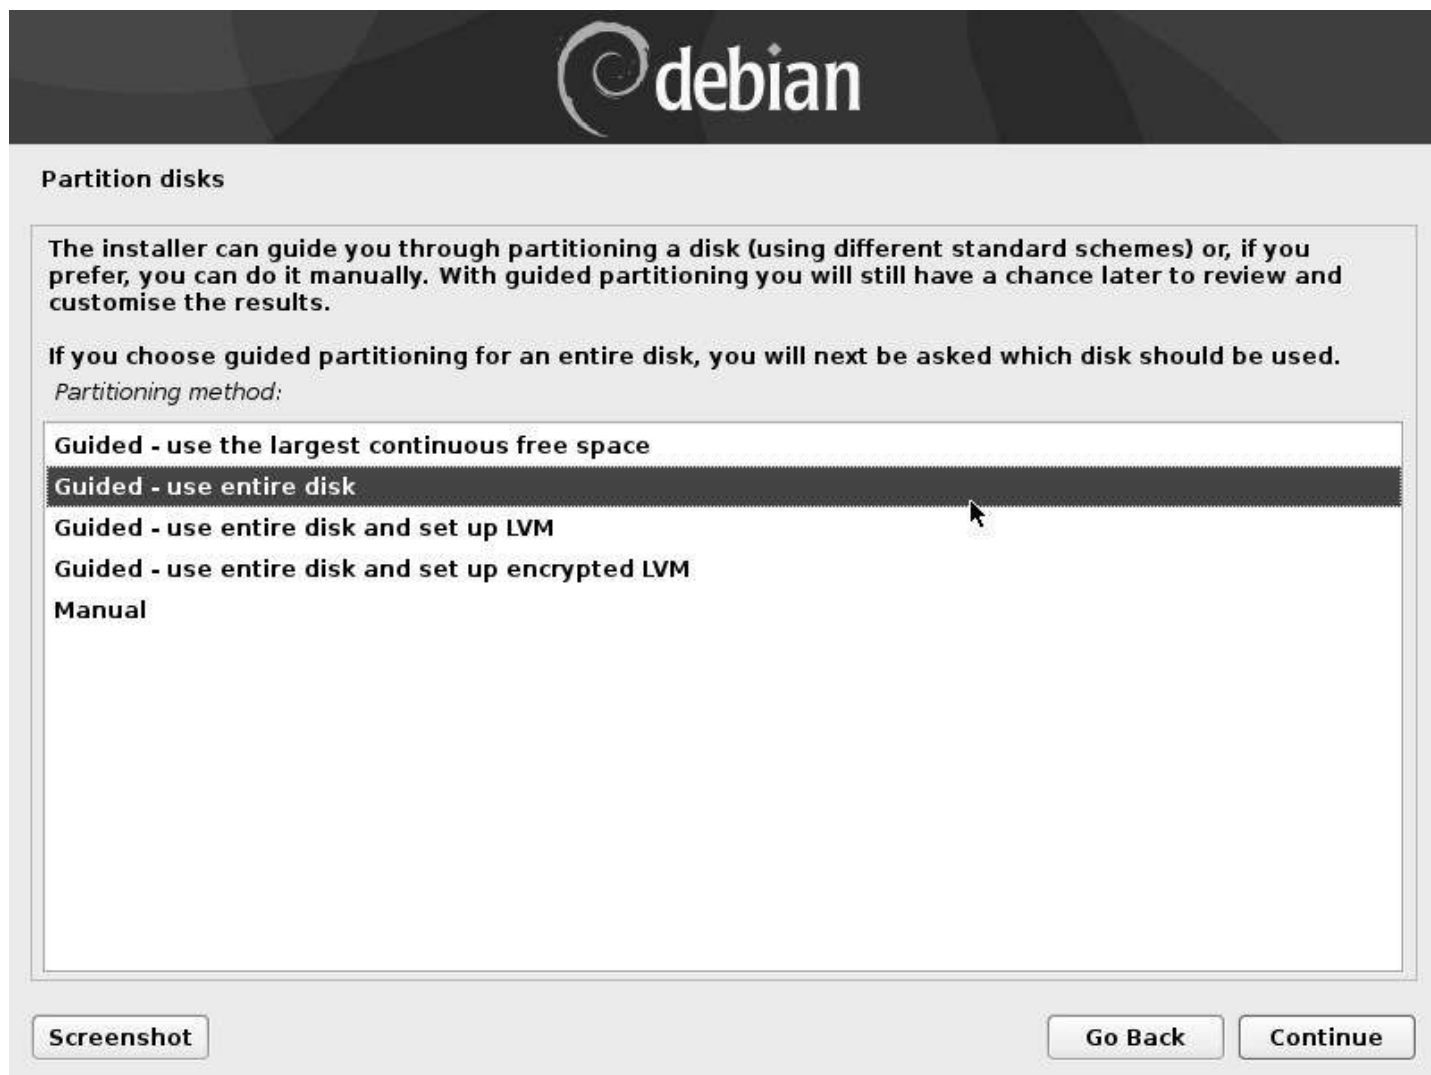 debian
Partition disks
The installer can guide you through partitioning a disk (using different standard schemes) or, if you
prefer, you can do it manually. With guided partitioning you will still have a chance later to review and
customise the results.
If you choose guided partitioning for an entire disk, you will next be asked which disk should be used.
Partitioning method:
Guided - use the largest continuous free space
Guided - use entire disk
Guided - use entire disk and set up LVM
Guided - use entire disk and set up encrypted LVM
Manual
Screenshot
Go Back
Continue